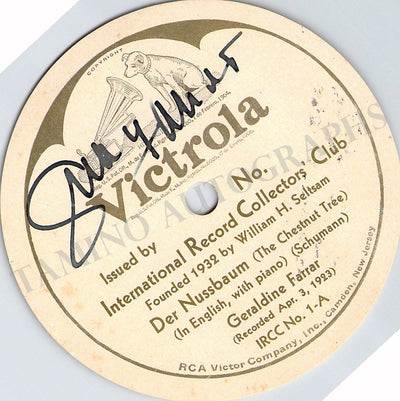 COPYRIGHT
Victrola
No.
Issued by
International Record Collectors Club
Founded 1932 by William H. Seltsam
Der Nussbaum (The Chestnut Tree)
(In English, with piano) (Schumann)
Geraldine Farrar
(Recorded Apr. 3, 1923)
IRCC No. 1-A
RCA Victor Company, Inc., Camden, New Jersey
TAMINO AUTOGRAPHS